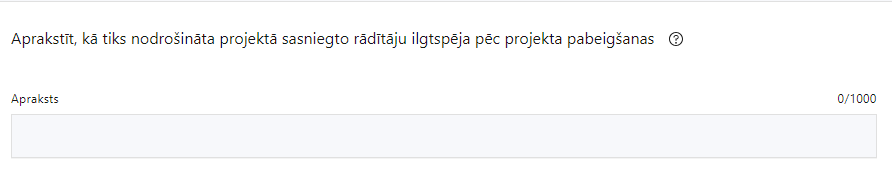 Aprakstīt, kā tiks nodrošināta projektā sasniegto rādītāju ilgtspēja pēc projekta pabeigšanas ?
Apraksts 0/1000